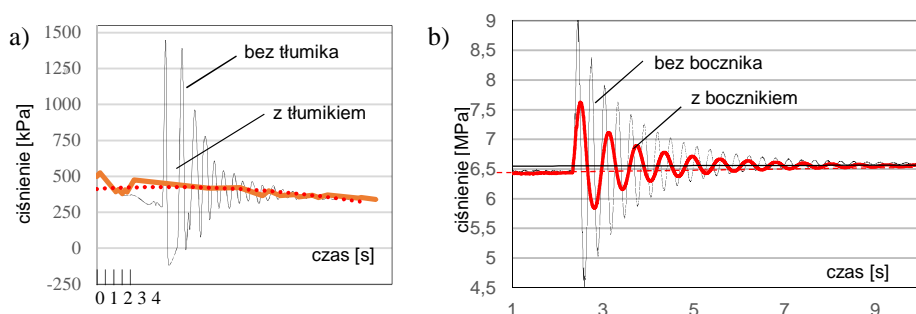 a)
ciśnienie [kPa]
1500
1250
1000
750
500
250
0
-250
bez tłumika
z tłumikiem
czas [s]
0 1 2 2 3 4
b)
ciśnienie [MPa]
9
8
7,5
7
6.5
6
5,5
5
4,5
bez bocznika
z bocznikiem
czas [s]
1 3 5 7 9